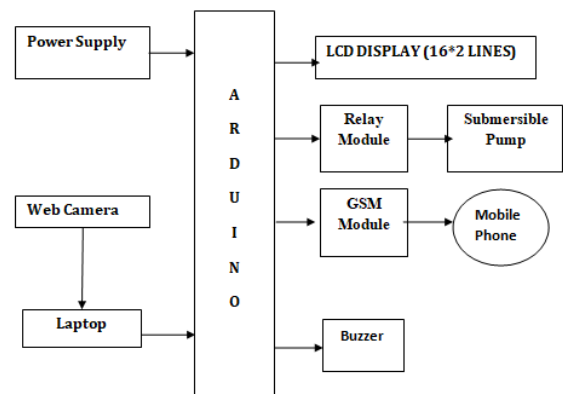 Power Supply
Web Camera
Laptop
A
R
D
U
I
N
O
LCD DISPLAY (16*2 LINES)
Relay
Module
Submersible
Pump
GSM
Module
Mobile
Phone
Buzzer